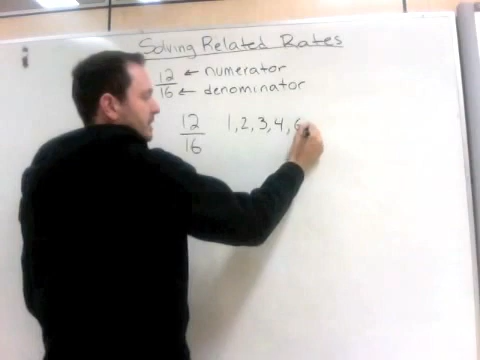 Solving Related Rates
12 ← numerator
16 ← denominator
12 1, 2, 3, 4, 6
16